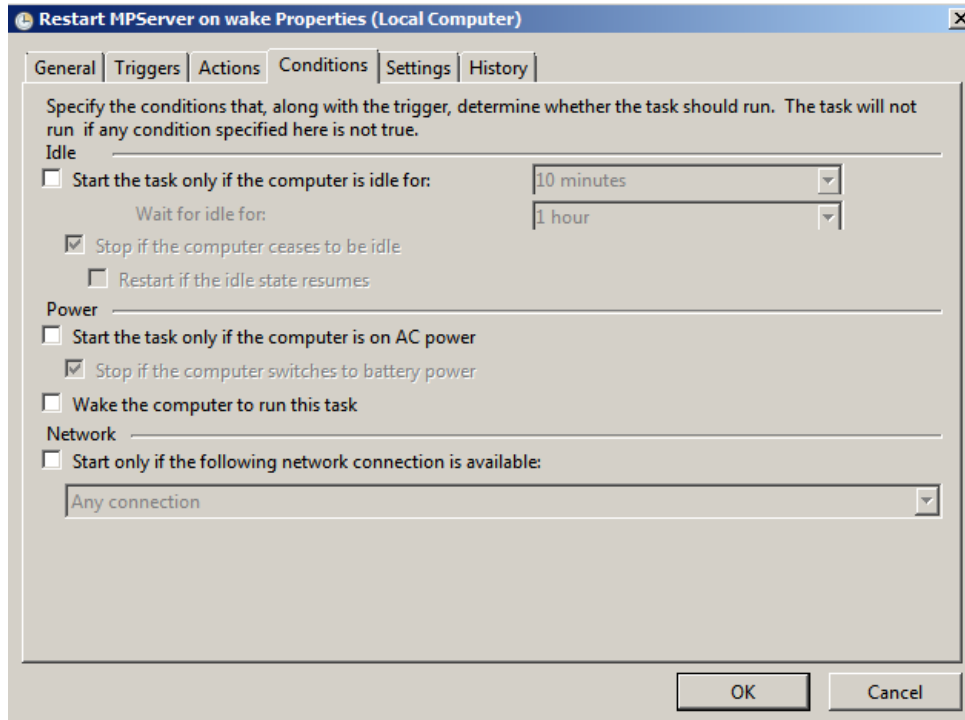 Restart MPServer on wake Properties (Local Computer)
General Triggers Actions Conditions Settings History
Specify the conditions that, along with the trigger, determine whether the task should run.  The task will not
run  if any condition specified here is not true.
Idle
Start the task only if the computer is idle for: 10 minutes
Wait for idle for: 1 hour
Stop if the computer ceases to be idle
Restart if the idle state resumes
Power
Start the task only if the computer is on AC power
Stop if the computer switches to battery power
Wake the computer to run this task
Network
Start only if the following network connection is available:
Any connection
OK Cancel